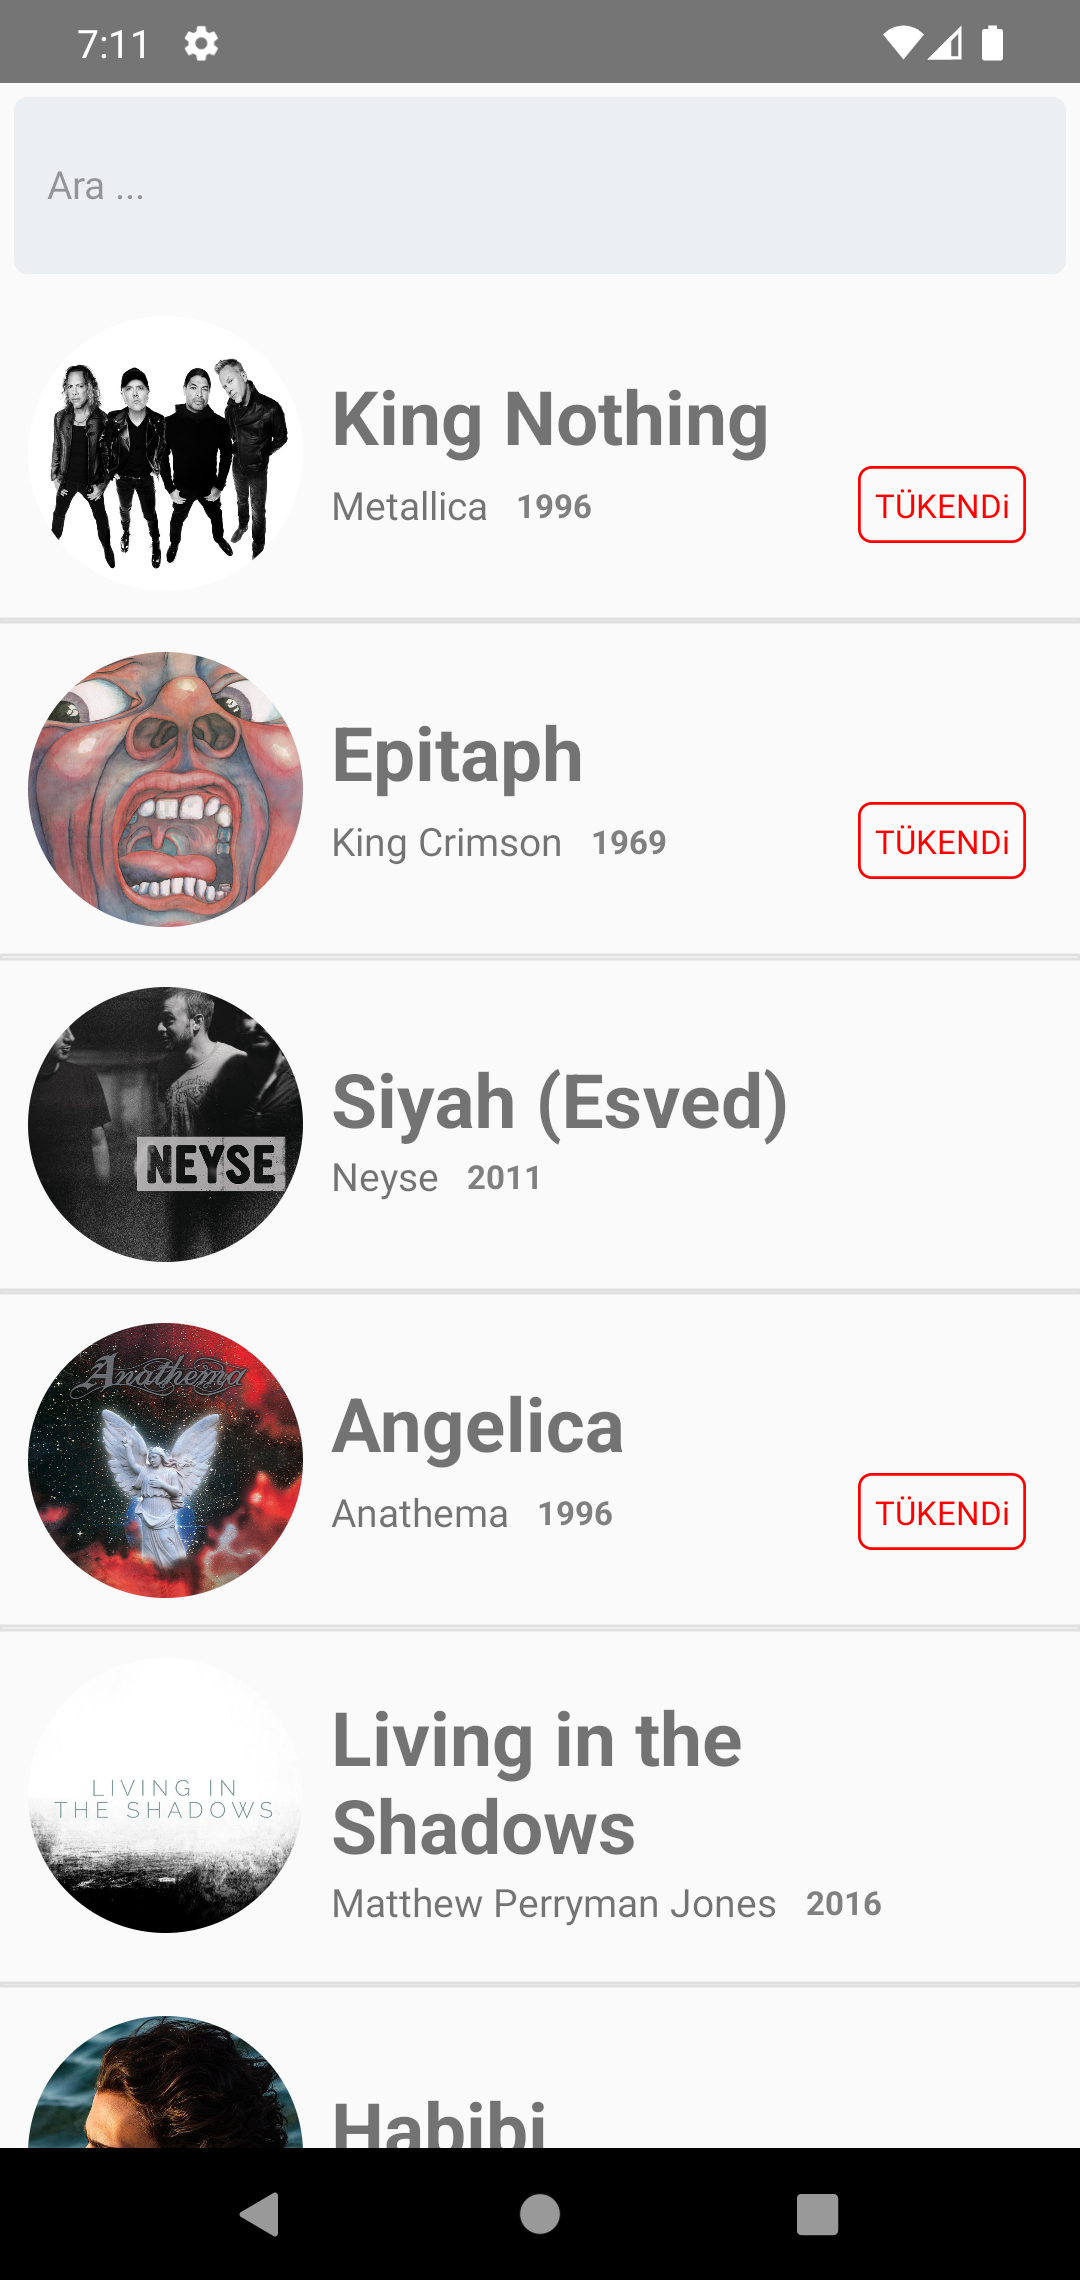 7:11
Ara ...
King Nothing
Metallica 1996
TÜKENDi
Epitaph
King Crimson 1969
TÜKENDi
Siyah (Esved)
Neyse 2011
NEYSE
Anathema
Angelica
Anathema 1996
TÜKENDi
Living in the
Shadows
Matthew Perryman Jones 2016
LIVING IN
THE SHADOWS
Habibi